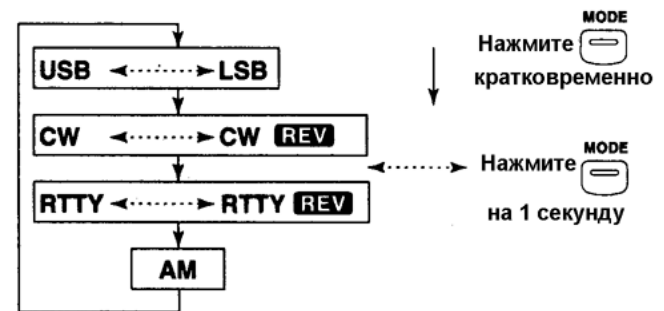 USB LSB
CW CW REV
RTTY RTTY REV
AM
MODE
Нажмите
кратковременно
MODE
Нажмите
на 1 секунду